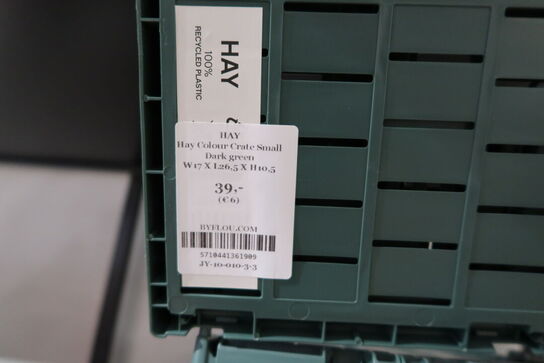 HAY
100%
RECYCLED PLASTIC
HAY
Hay Colour Crate Small
Dark green
W17 X L26,5 X H10,5
39,-
(€6)
BYFLOU.COM
5710441361909
JY-10-010-3-3